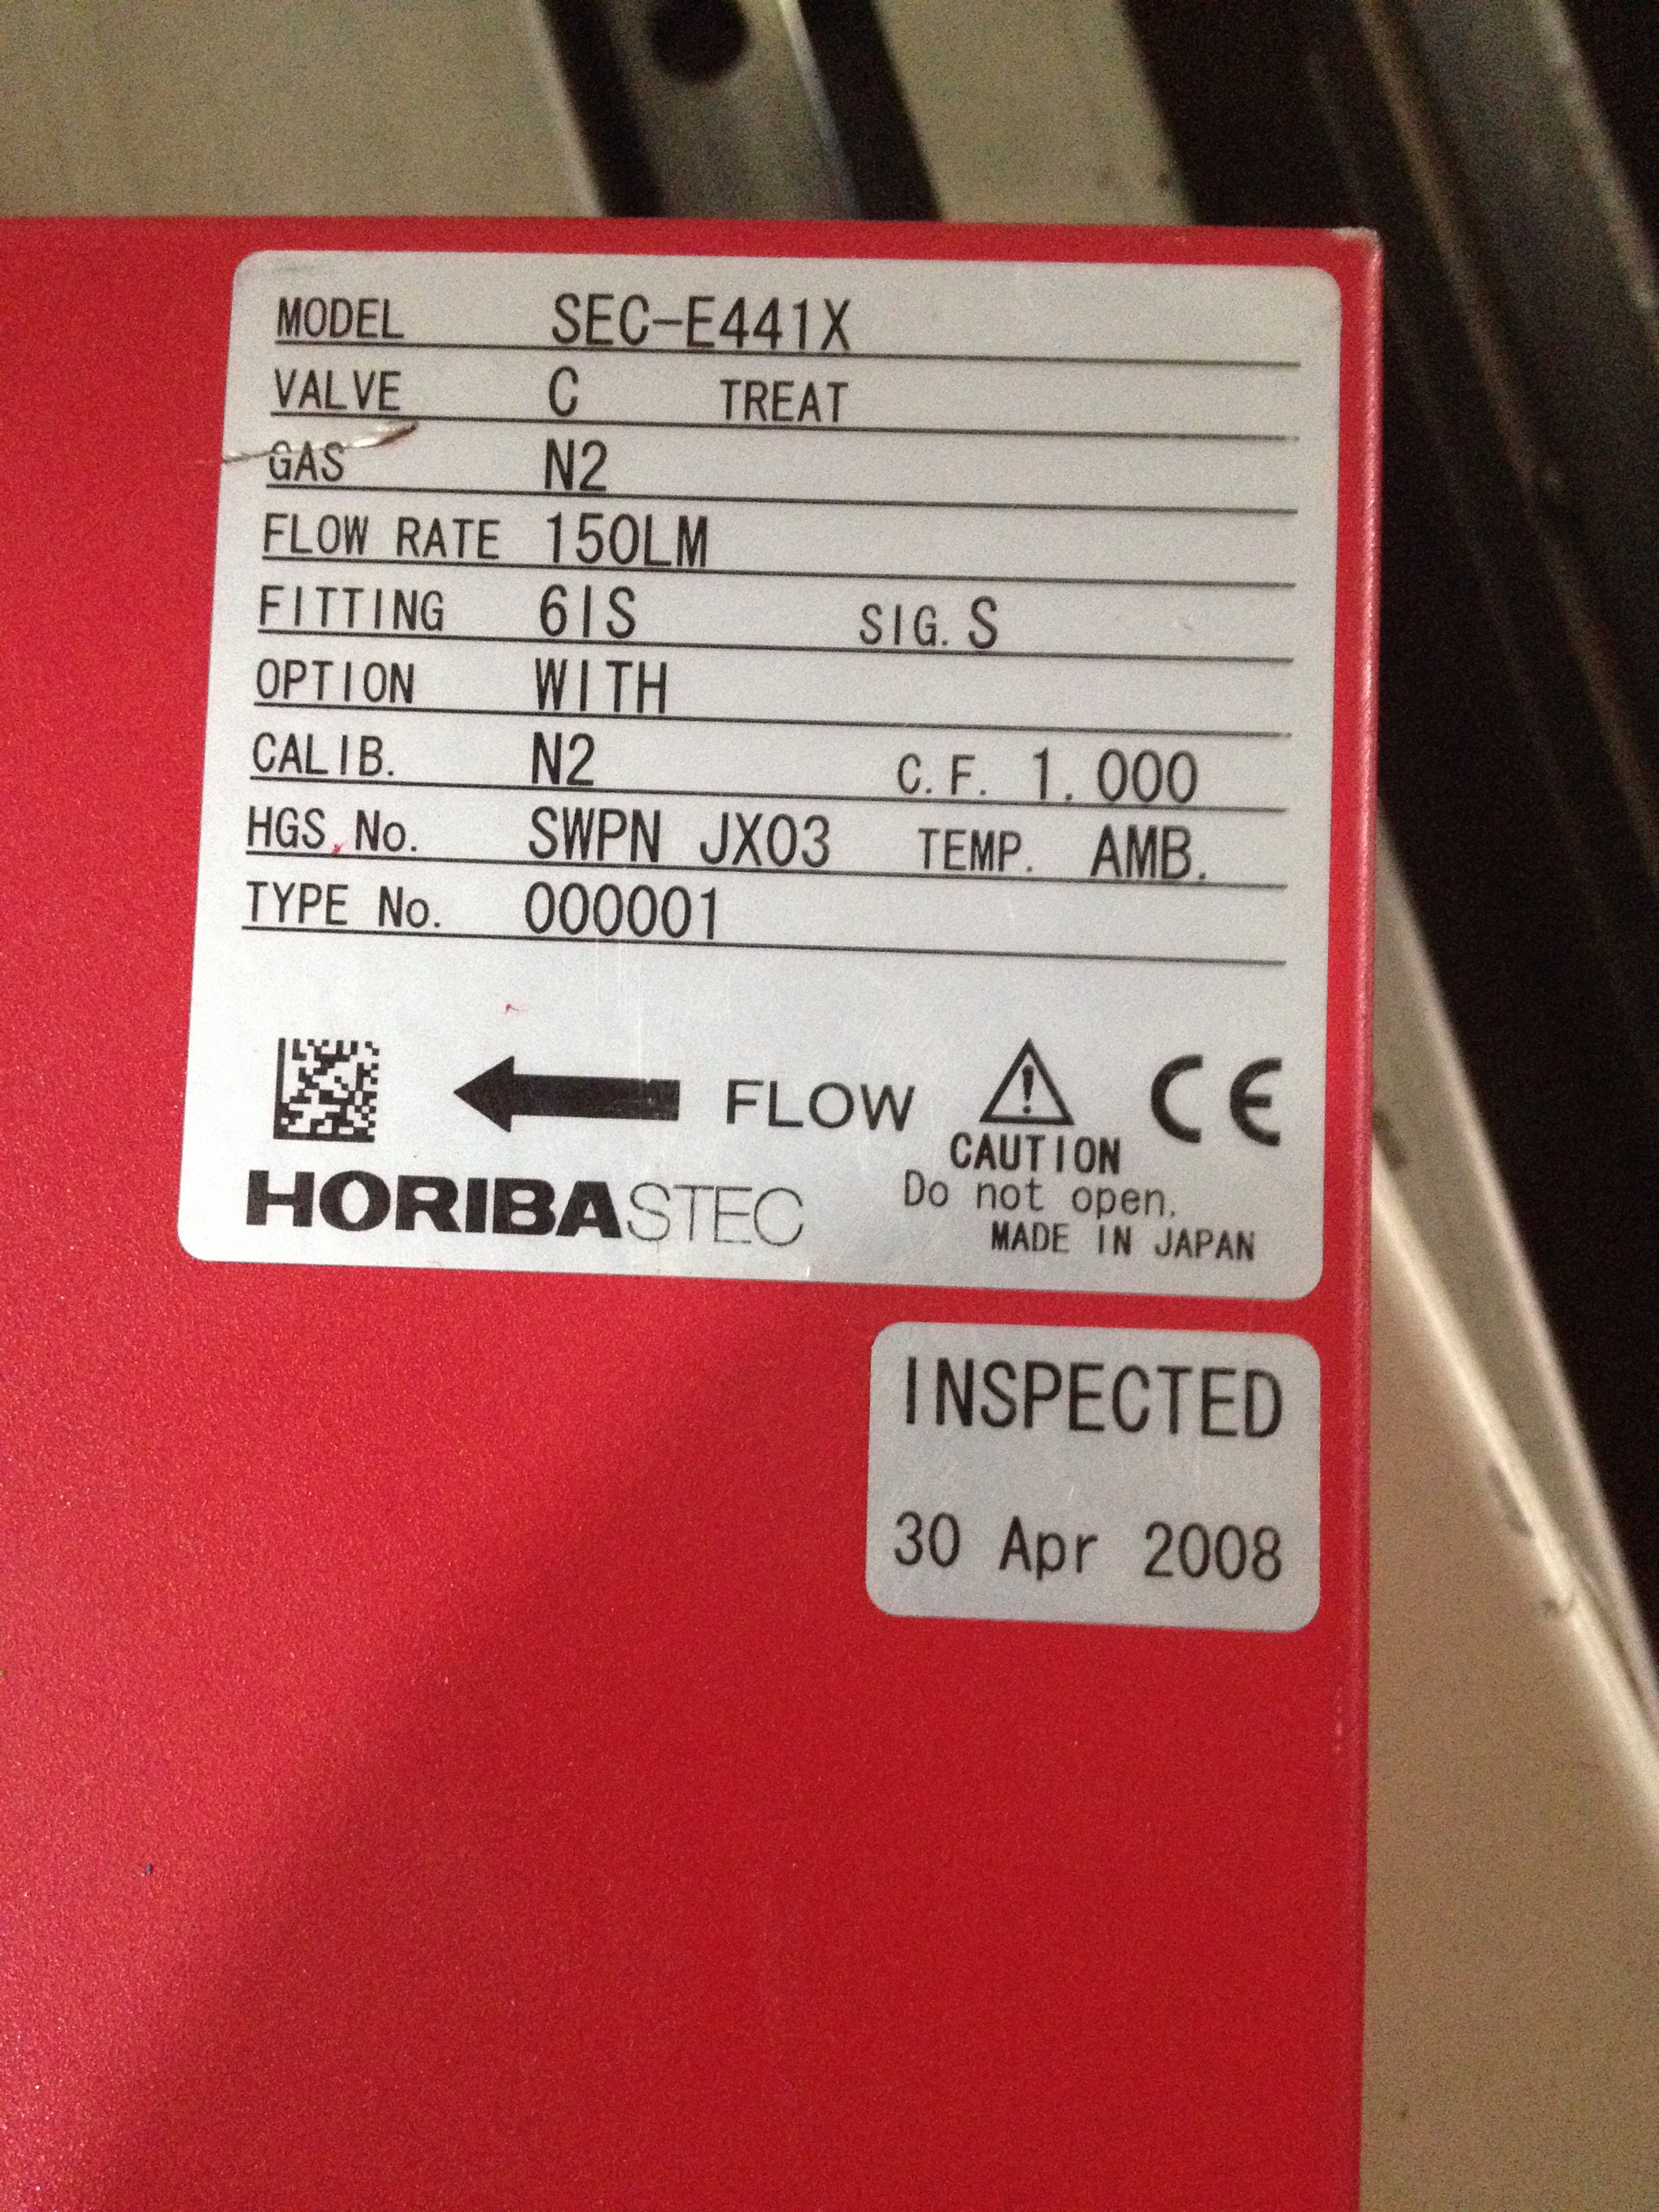 MODEL SEC-E441X
VALVE C TREAT
GAS N2
FLOW RATE 150LM
FITTING 6IS SIG. S
OPTION WITH
CALIB. N2 C.F. 1.000
HGS.No. SWPN JX03 TEMP. AMB.
TYPE No. 000001
FLOW
CE
CAUTION
Do not open.
HORIBASTEC
MADE IN JAPAN
INSPECTED
30 Apr 2008